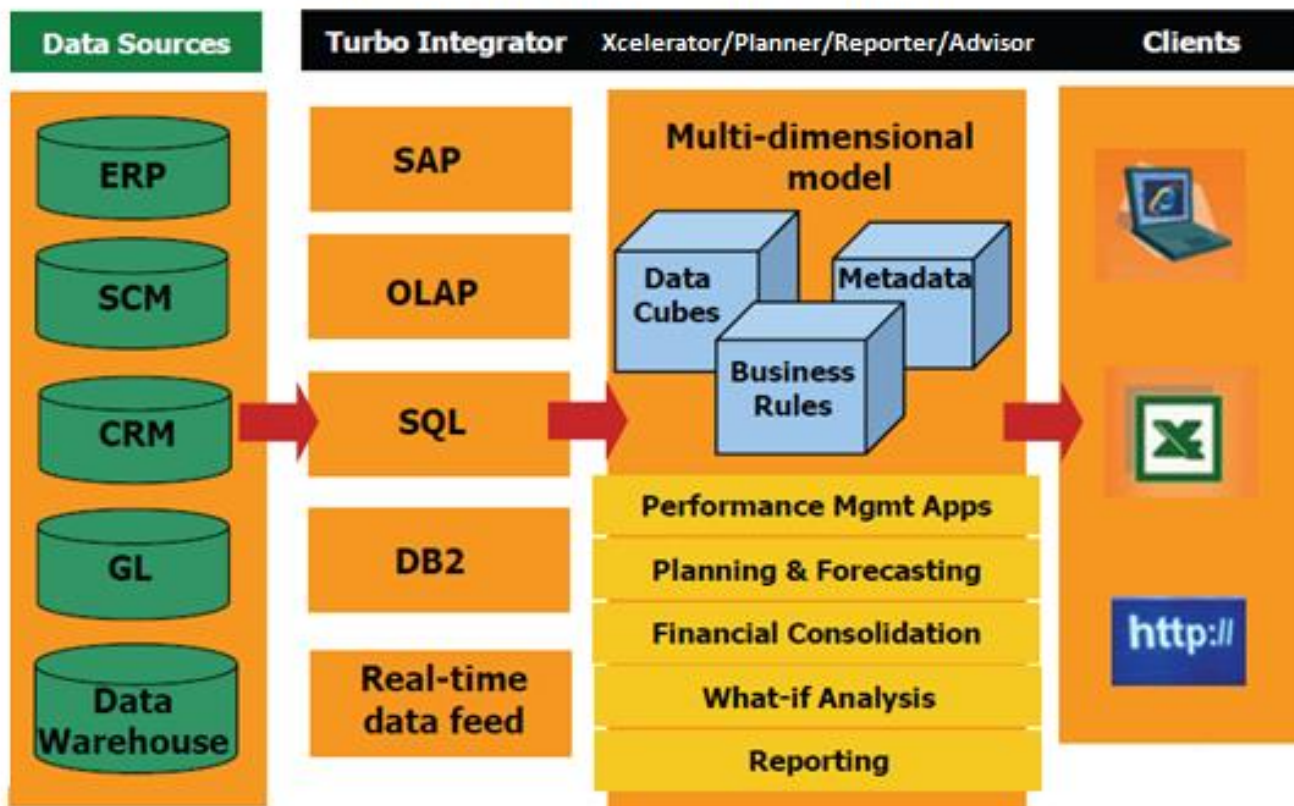 Data Sources
Turbo Integrator
Xcelerator/Planner/Reporter/Advisor
Clients
ERP
SCM
CRM
GL
Data
Warehouse
SAP
OLAP
SQL
DB2
Real-time
data feed
Multi-dimensional
model
Data
Cubes
Metadata
Business
Rules
Performance Mgmt Apps
Planning & Forecasting
Financial Consolidation
What-if Analysis
Reporting
http://